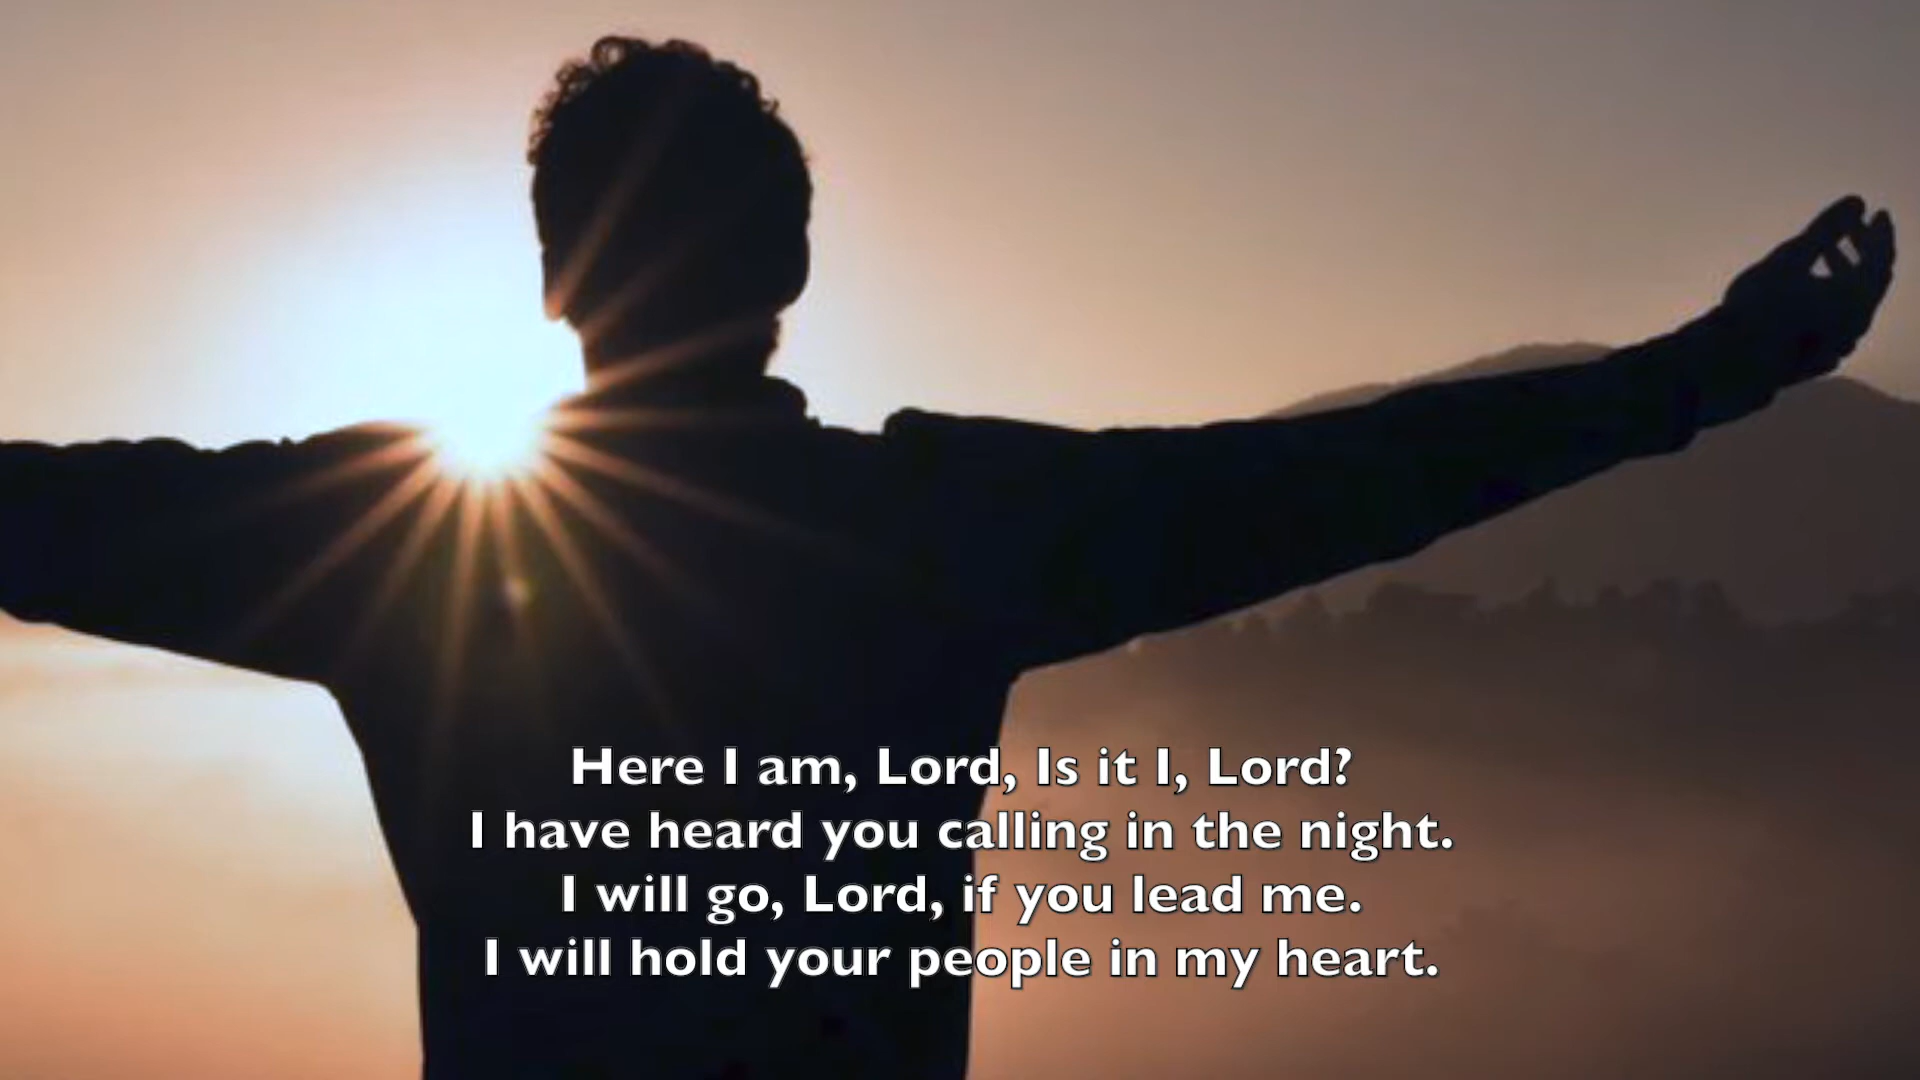 Here I am, Lord, Is it I, Lord?
I have heard you calling in the night.
I will go, Lord, if you lead me.
I will hold your people in my heart.